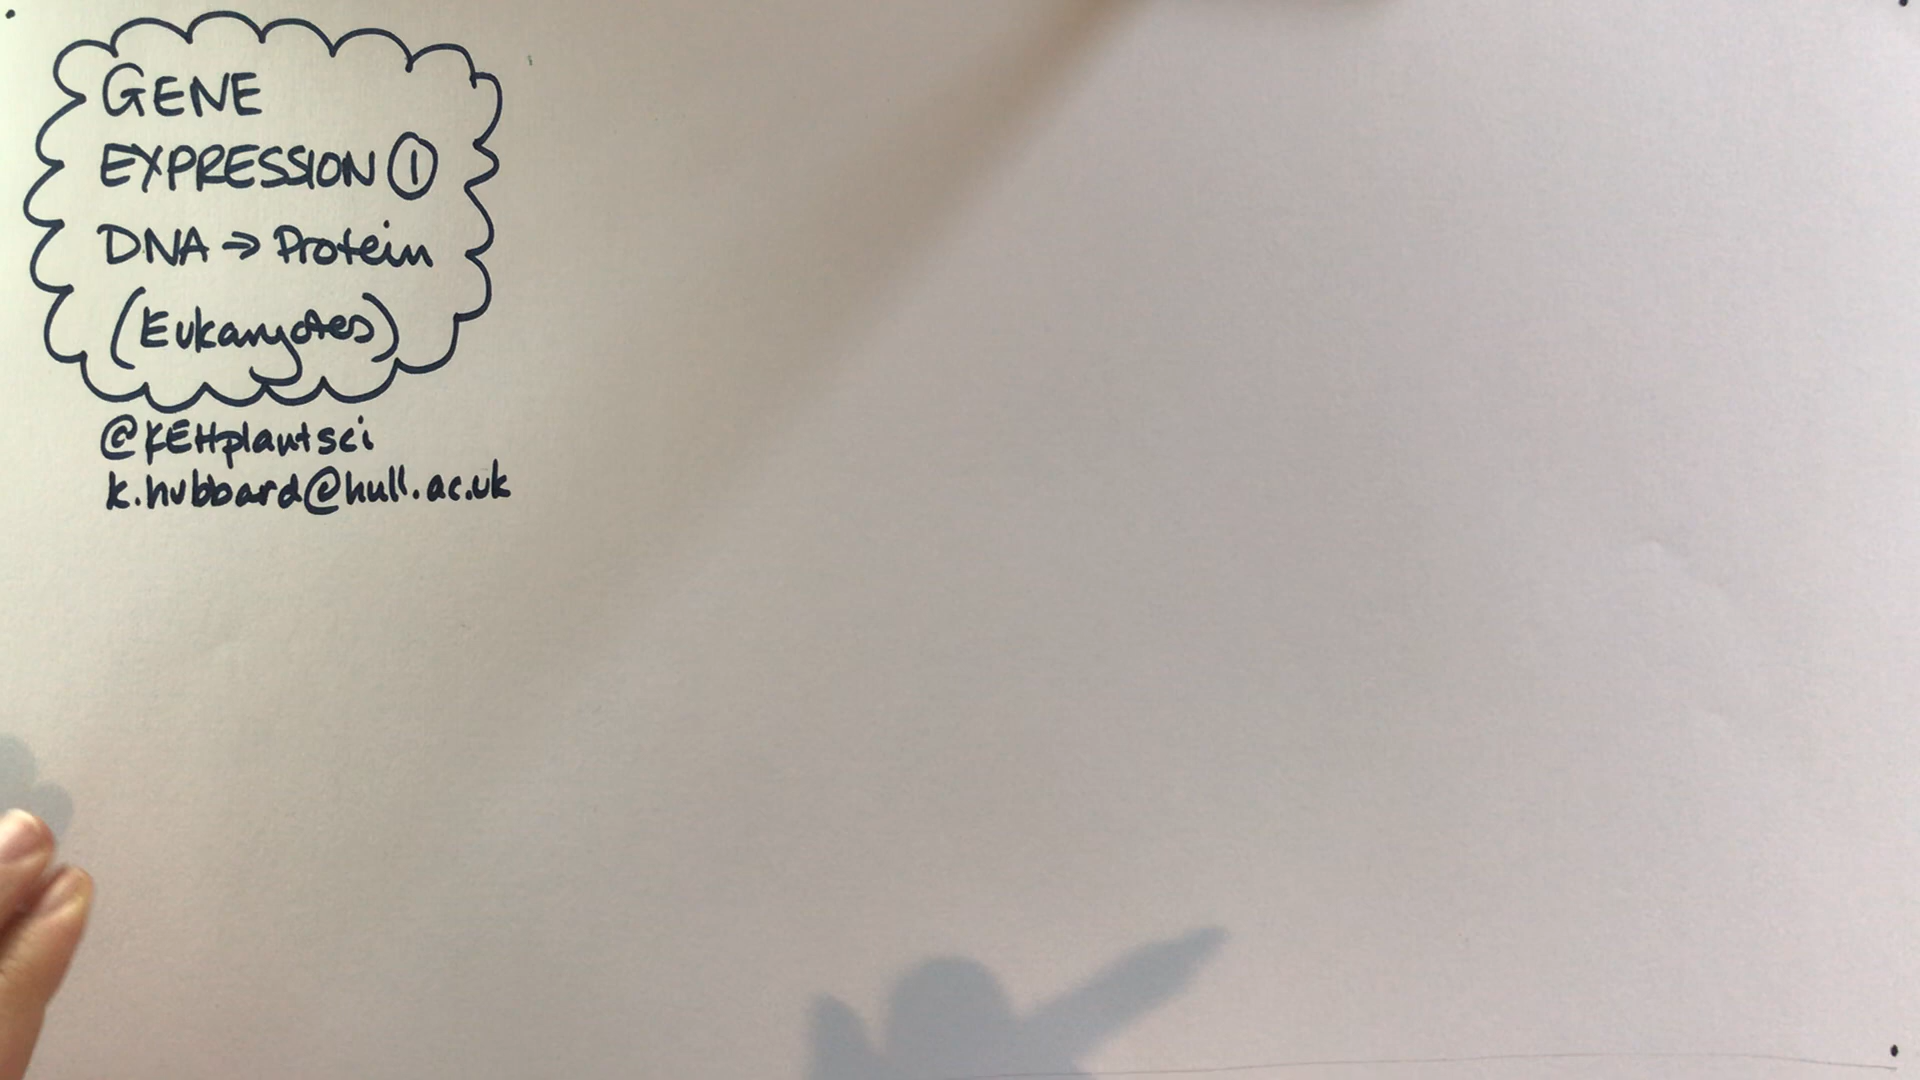 GENE
EXPRESSION ①
DNA → Protein
(Eukaryotes)
@KEHplantsci
k.hubbard@hull.ac.uk